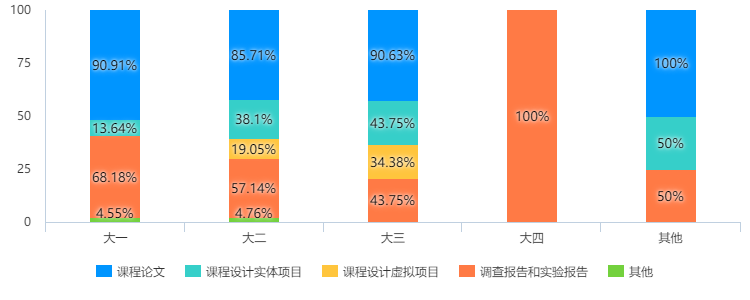 100
90.91%
85.71%
90.63%
100%
75
13.64%
38.1%
43.75%
100%
50%
50
19.05%
34.38%
25
68.18%
57.14%
43.75%
50%
4.55%
4.76%
0
大一
大二
大三
大四
其他
课程论文
课程设计实体项目
课程设计虚拟项目
调查报告和实验报告
其他